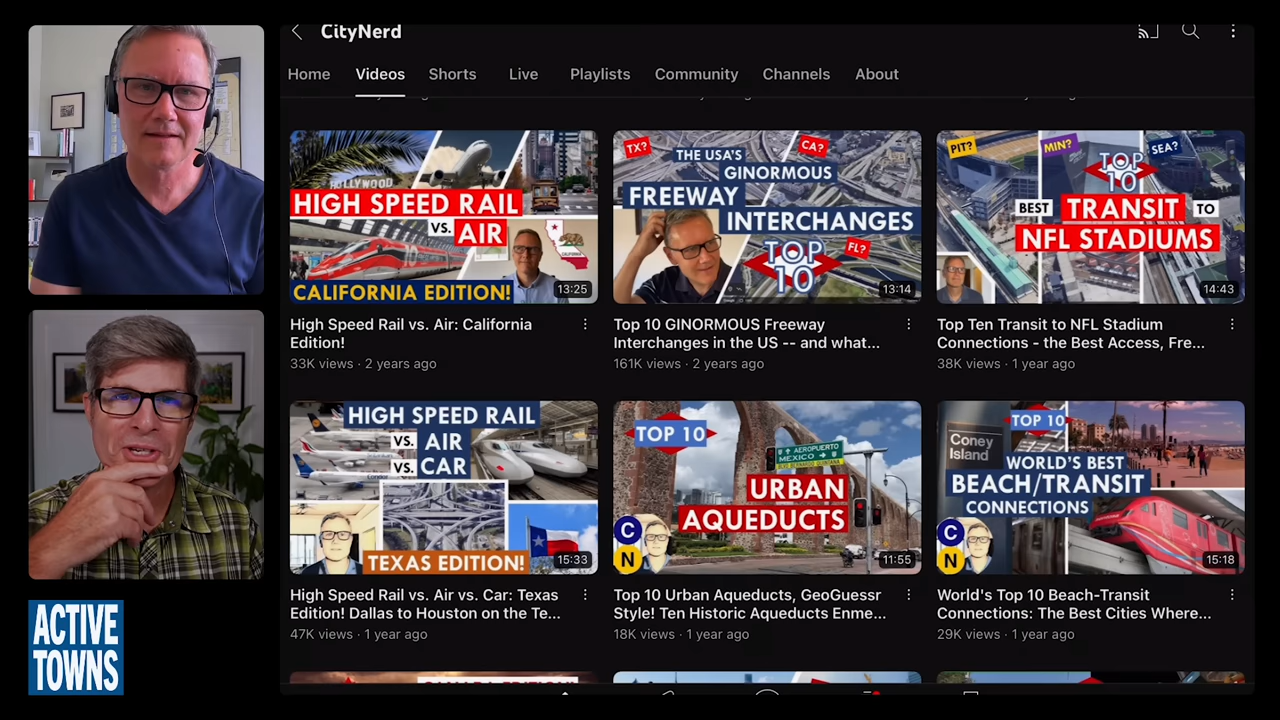 CityNerd
Home Videos Shorts Live Playlists Community Channels About
HOLLYWOOD
HIGH SPEED RAIL
VS. AIR
CALIFORNIA EDITION!
13:25
High Speed Rail vs. Air: California
Edition!
33K views · 2 years ago
TX?
CA?
THE USA'S
GINORMOUS
FREEWAY
INTERCHANGES
TOP
10
FL?
13:14
Top 10 GINORMOUS Freeway
Interchanges in the US -- and what...
161K views · 2 years ago
PIT?
MIN?
SEA?
TOP
10
BEST TRANSIT TO
NFL STADIUMS
14:43
Top Ten Transit to NFL Stadium
Connections - the Best Access, Fre...
38K views · 1 year ago
HIGH SPEED RAIL
VS. AIR
VS. CAR
TEXAS EDITION!
15:33
High Speed Rail vs. Air vs. Car: Texas
Edition! Dallas to Houston on the Te...
47K views · 1 year ago
TOP 10
AEROPUERTO
MEXICO
URBAN
AQUEDUCTS
C
N
11:55
Top 10 Urban Aqueducts, GeoGuessr
Style! Ten Historic Aqueducts Enme...
18K views · 1 year ago
Coney
Island
TOP 10
WORLD'S BEST
BEACH/TRANSIT
CONNECTIONS
C
N
15:18
World's Top 10 Beach-Transit
Connections: The Best Cities Where...
29K views · 1 year ago
ACTIVE
TOWNS